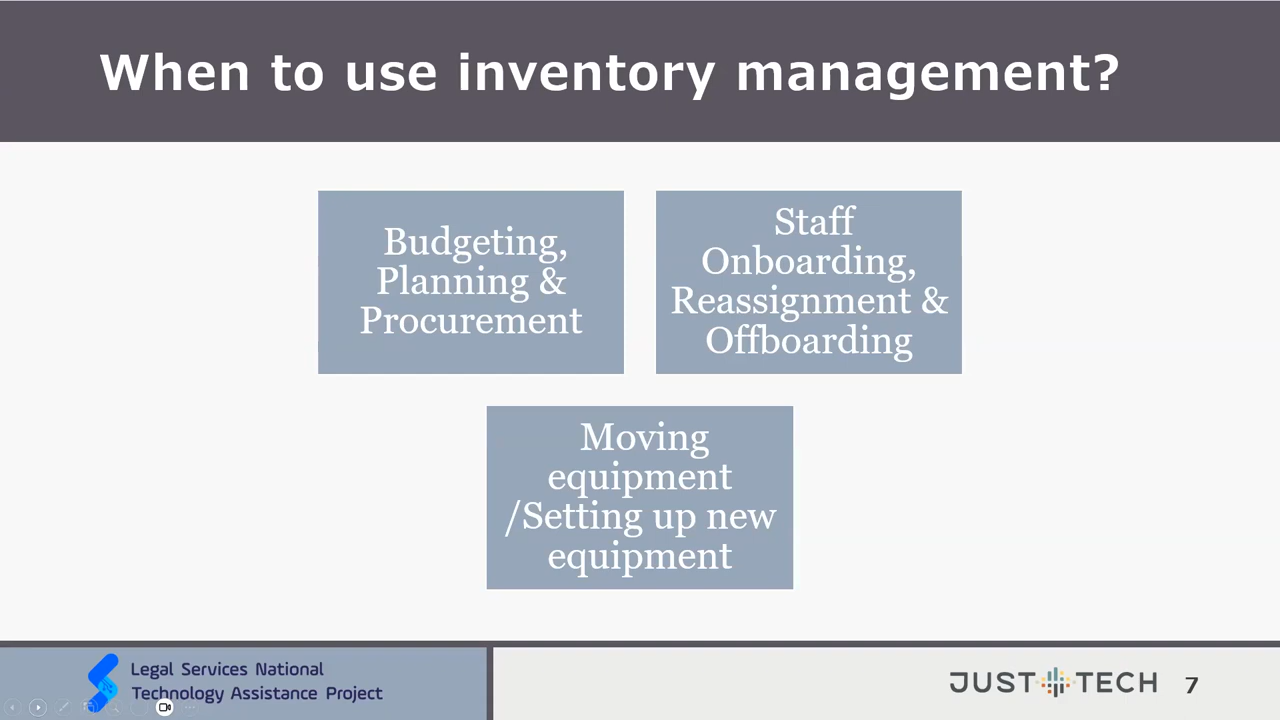 When to use inventory management?
Budgeting,
Planning &
Procurement
Staff
Onboarding,
Reassignment &
Offboarding
Moving
equipment
/Setting up new
equipment
Legal Services National
Technology Assistance Project
JUST TECH
7